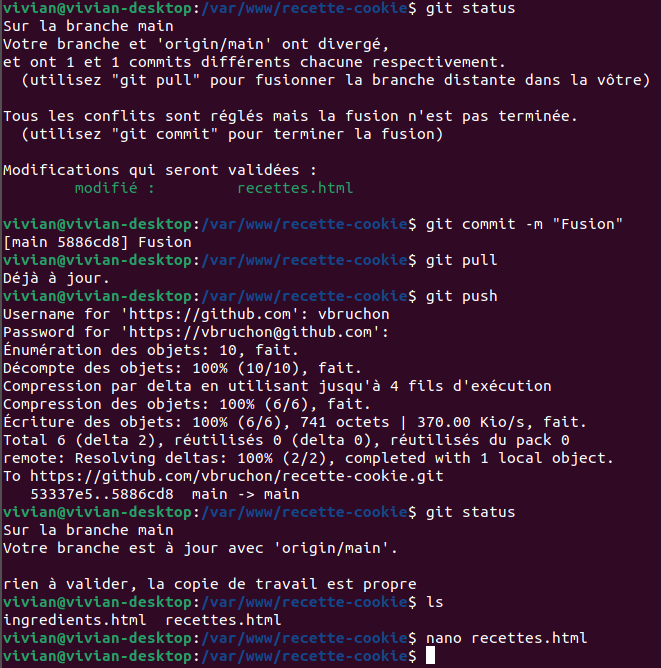 vivian@vivian-desktop:/var/www/recette-cookie$ git status
Sur la branche main
Votre branche et 'origin/main' ont divergé,
et ont 1 et 1 commits différents chacune respectivement.
  (utilisez "git pull" pour fusionner la branche distante dans la vôtre)

Tous les conflits sont réglés mais la fusion n'est pas terminée.
  (utilisez "git commit" pour terminer la fusion)

Modifications qui seront validées :
        modifié :         recettes.html

vivian@vivian-desktop:/var/www/recette-cookie$ git commit -m "Fusion"
[main 5886cd8] Fusion
vivian@vivian-desktop:/var/www/recette-cookie$ git pull
Déjà à jour.
vivian@vivian-desktop:/var/www/recette-cookie$ git push
Username for 'https://github.com': vbruchon
Password for 'https://vbruchon@github.com':
Énumération des objets: 10, fait.
Décompte des objets: 100% (10/10), fait.
Compression par delta en utilisant jusqu'à 4 fils d'exécution
Compression des objets: 100% (6/6), fait.
Écriture des objets: 100% (6/6), 741 octets | 370.00 Kio/s, fait.
Total 6 (delta 2), réutilisés 0 (delta 0), réutilisés du pack 0
remote: Resolving deltas: 100% (2/2), completed with 1 local object.
To https://github.com/vbruchon/recette-cookie.git
   53337e5..5886cd8  main -> main
vivian@vivian-desktop:/var/www/recette-cookie$ git status
Sur la branche main
Votre branche est à jour avec 'origin/main'.

rien à valider, la copie de travail est propre
vivian@vivian-desktop:/var/www/recette-cookie$ ls
ingredients.html  recettes.html
vivian@vivian-desktop:/var/www/recette-cookie$ nano recettes.html
vivian@vivian-desktop:/var/www/recette-cookie$